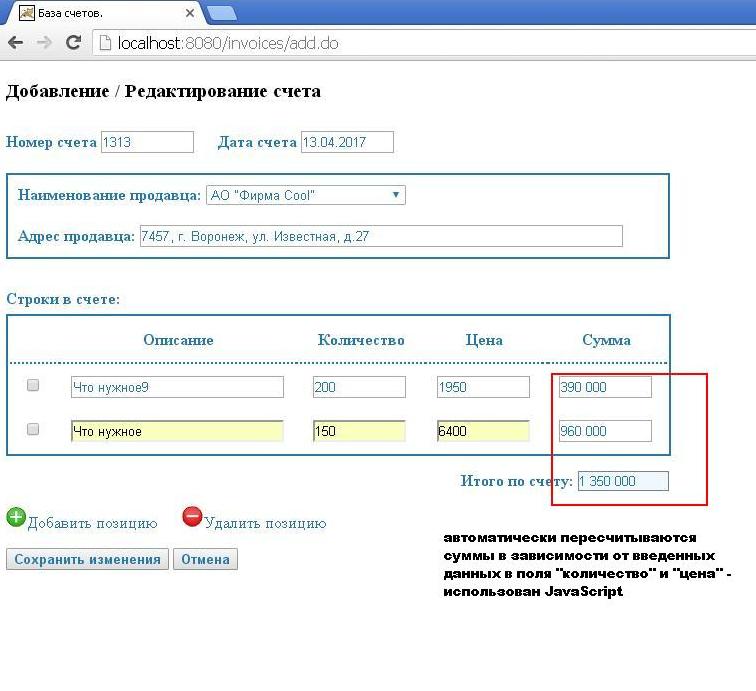 База счетов.
localhost:8080/invoices/add.do
Добавление / Редактирование счета
Номер счета 1313 Дата счета 13.04.2017
Наименование продавца: АО "Фирма Cool"
Адрес продавца: 7457, г. Воронеж, ул. Известная, д.27
Строки в счете:
Описание Количество Цена Сумма
Что нужное9 200 1950 390 000
Что нужное 150 6400 960 000
Итого по счету: 1 350 000
Добавить позицию Удалить позицию
Сохранить изменения Отмена
автоматически пересчитываются
суммы в зависимости от введенных
данных в поля "количество" и "цена" -
использован JavaScript